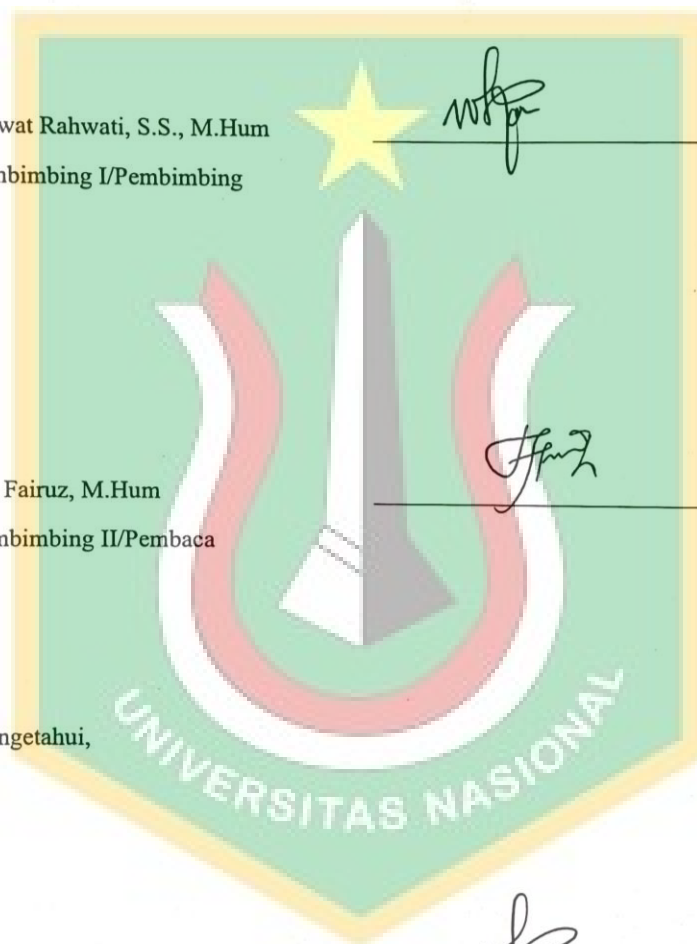 wat Rahwati, S.S., M.Hum
nbimbing I/Pembimbing
Fairuz, M.Hum
nbimbing II/Pembaca
ngetahui,
UNIVERSITAS NASIONAL